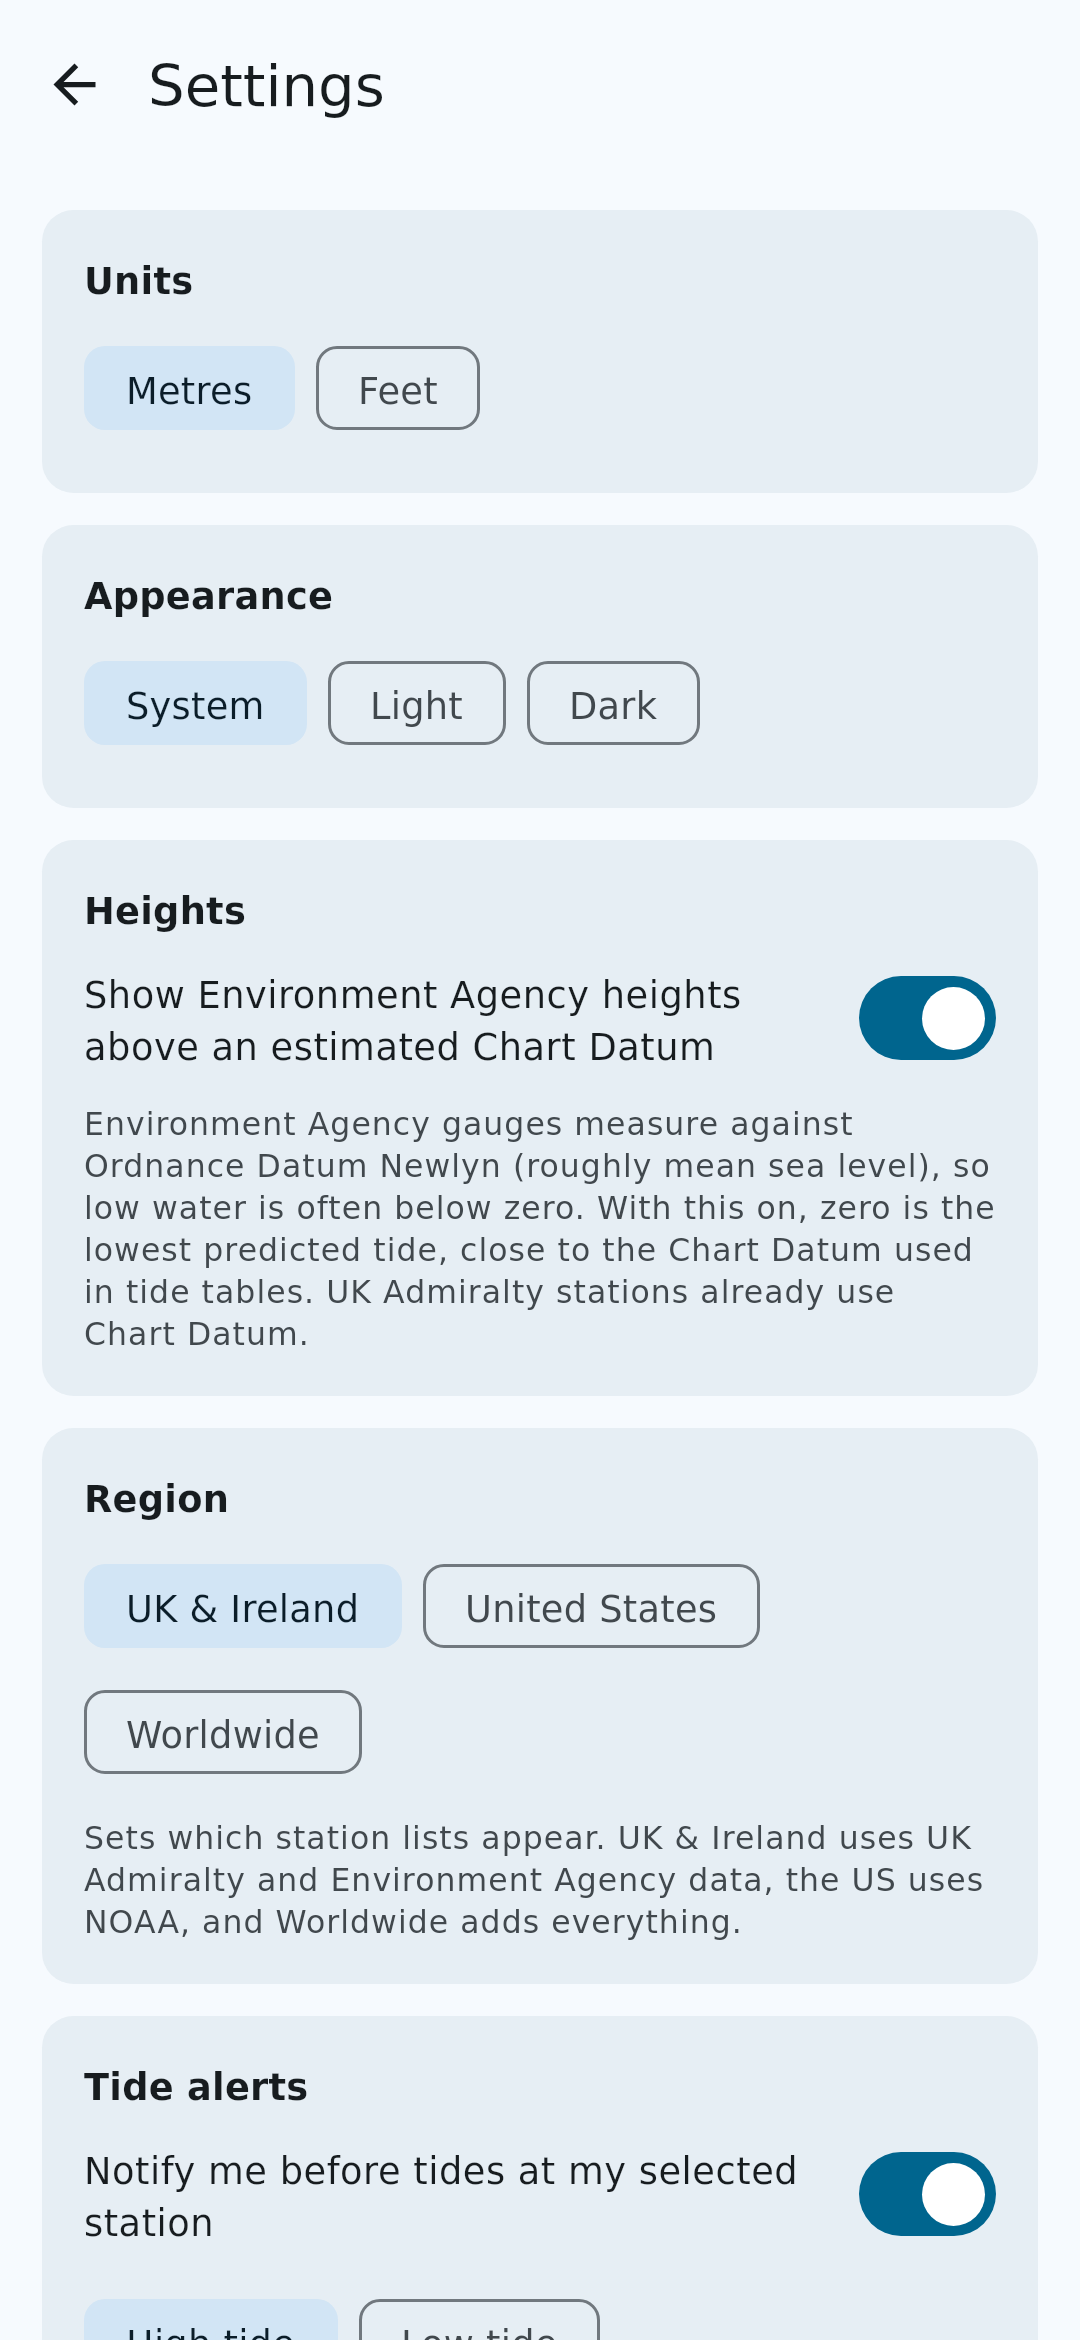 Settings
Units
Metres
Feet
Appearance
System
Light
Dark
Heights
Show Environment Agency heights
above an estimated Chart Datum
Environment Agency gauges measure against
Ordnance Datum Newlyn (roughly mean sea level), so
low water is often below zero. With this on, zero is the
lowest predicted tide, close to the Chart Datum used
in tide tables. UK Admiralty stations already use
Chart Datum.
Region
UK & Ireland
United States
Worldwide
Sets which station lists appear. UK & Ireland uses UK
Admiralty and Environment Agency data, the US uses
NOAA, and Worldwide adds everything.
Tide alerts
Notify me before tides at my selected
station
High tide
Low tide